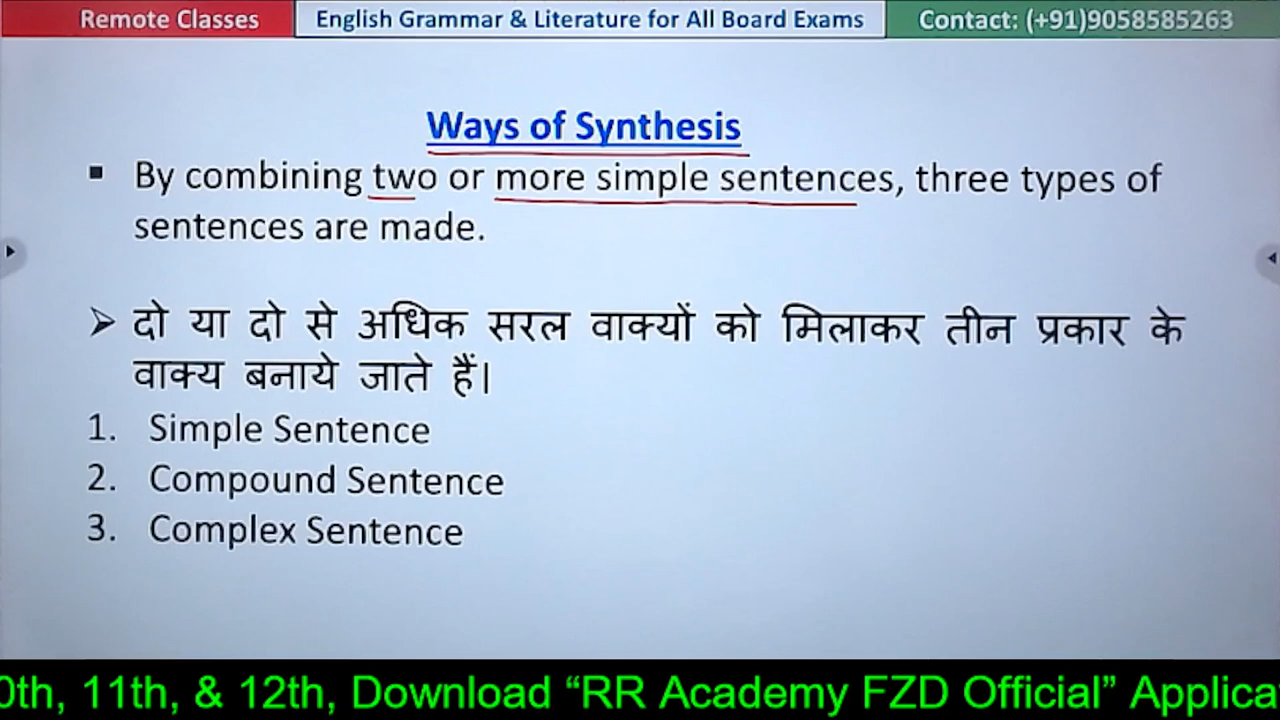 Remote Classes
English Grammar & Literature for All Board Exams
Contact: (+91)9058585263
Ways of Synthesis
▪ By combining two or more simple sentences, three types of
sentences are made.
➢ दो या दो से अधिक सरल वाक्यों को मिलाकर तीन प्रकार के
वाक्य बनाये जाते हैं।
1. Simple Sentence
2. Compound Sentence
3. Complex Sentence
0th, 11th, & 12th, Download “RR Academy FZD Official” Applica